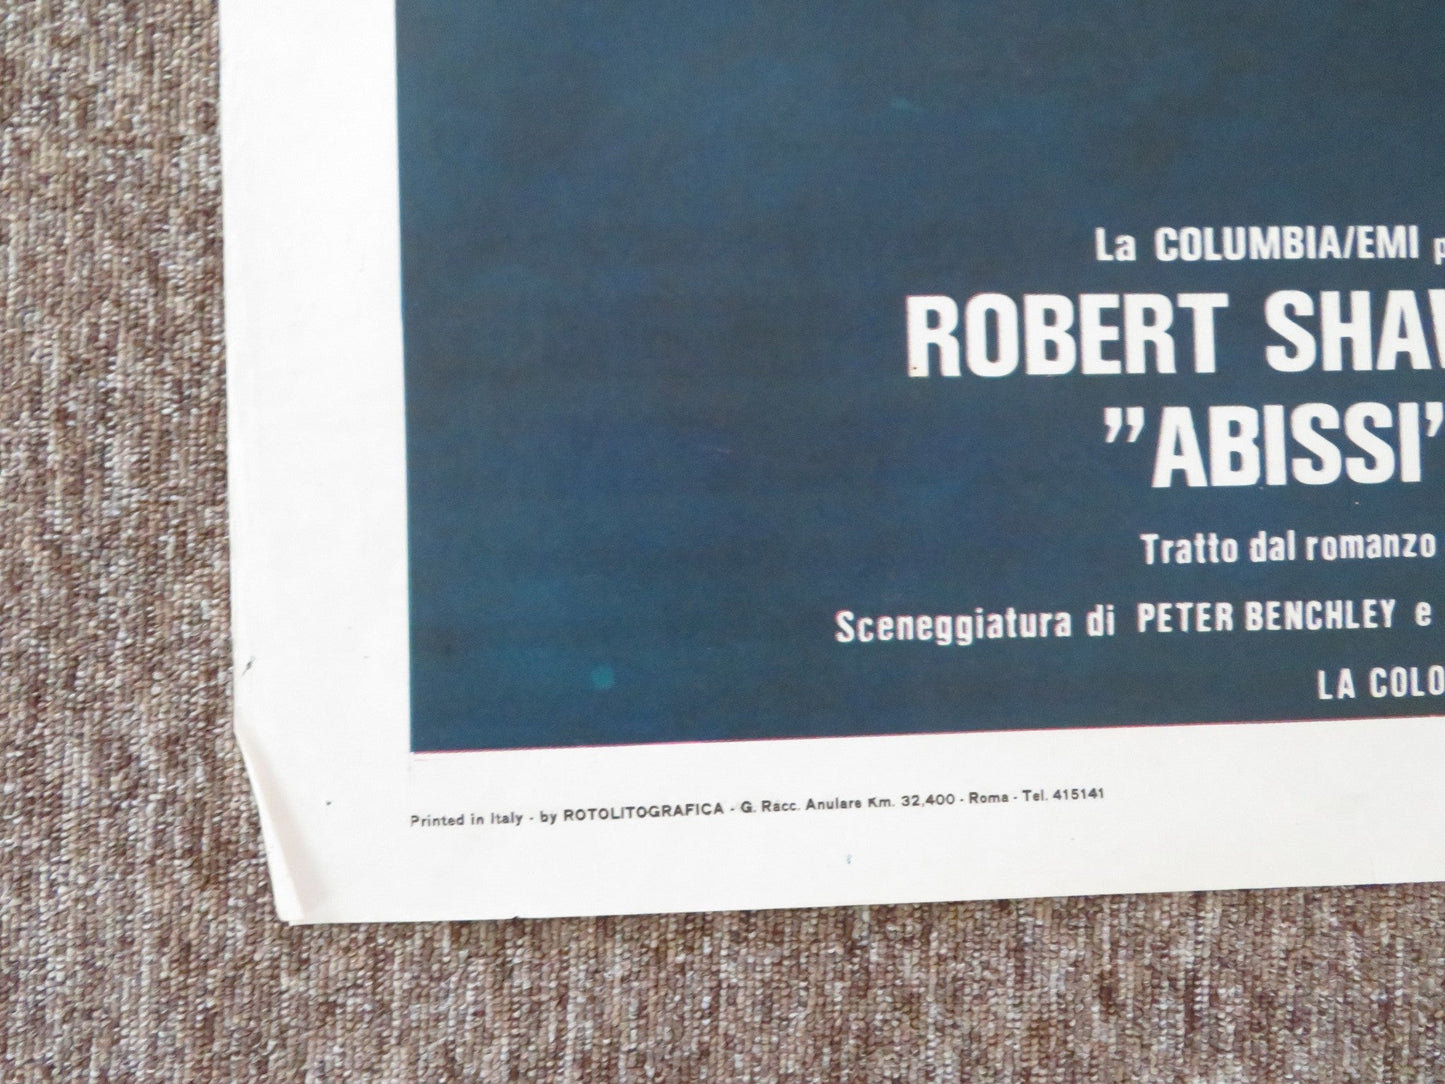 La COLUMBIA/EMI
ROBERT SHAW
"ABISSI"
Tratto dal romanzo
Sceneggiatura di PETER BENCHLEY e
LA COLO
Printed in Italy - by ROTOLITOGRAFICA - G. Racc. Anulare Km. 32,400 - Roma - Tel. 415141